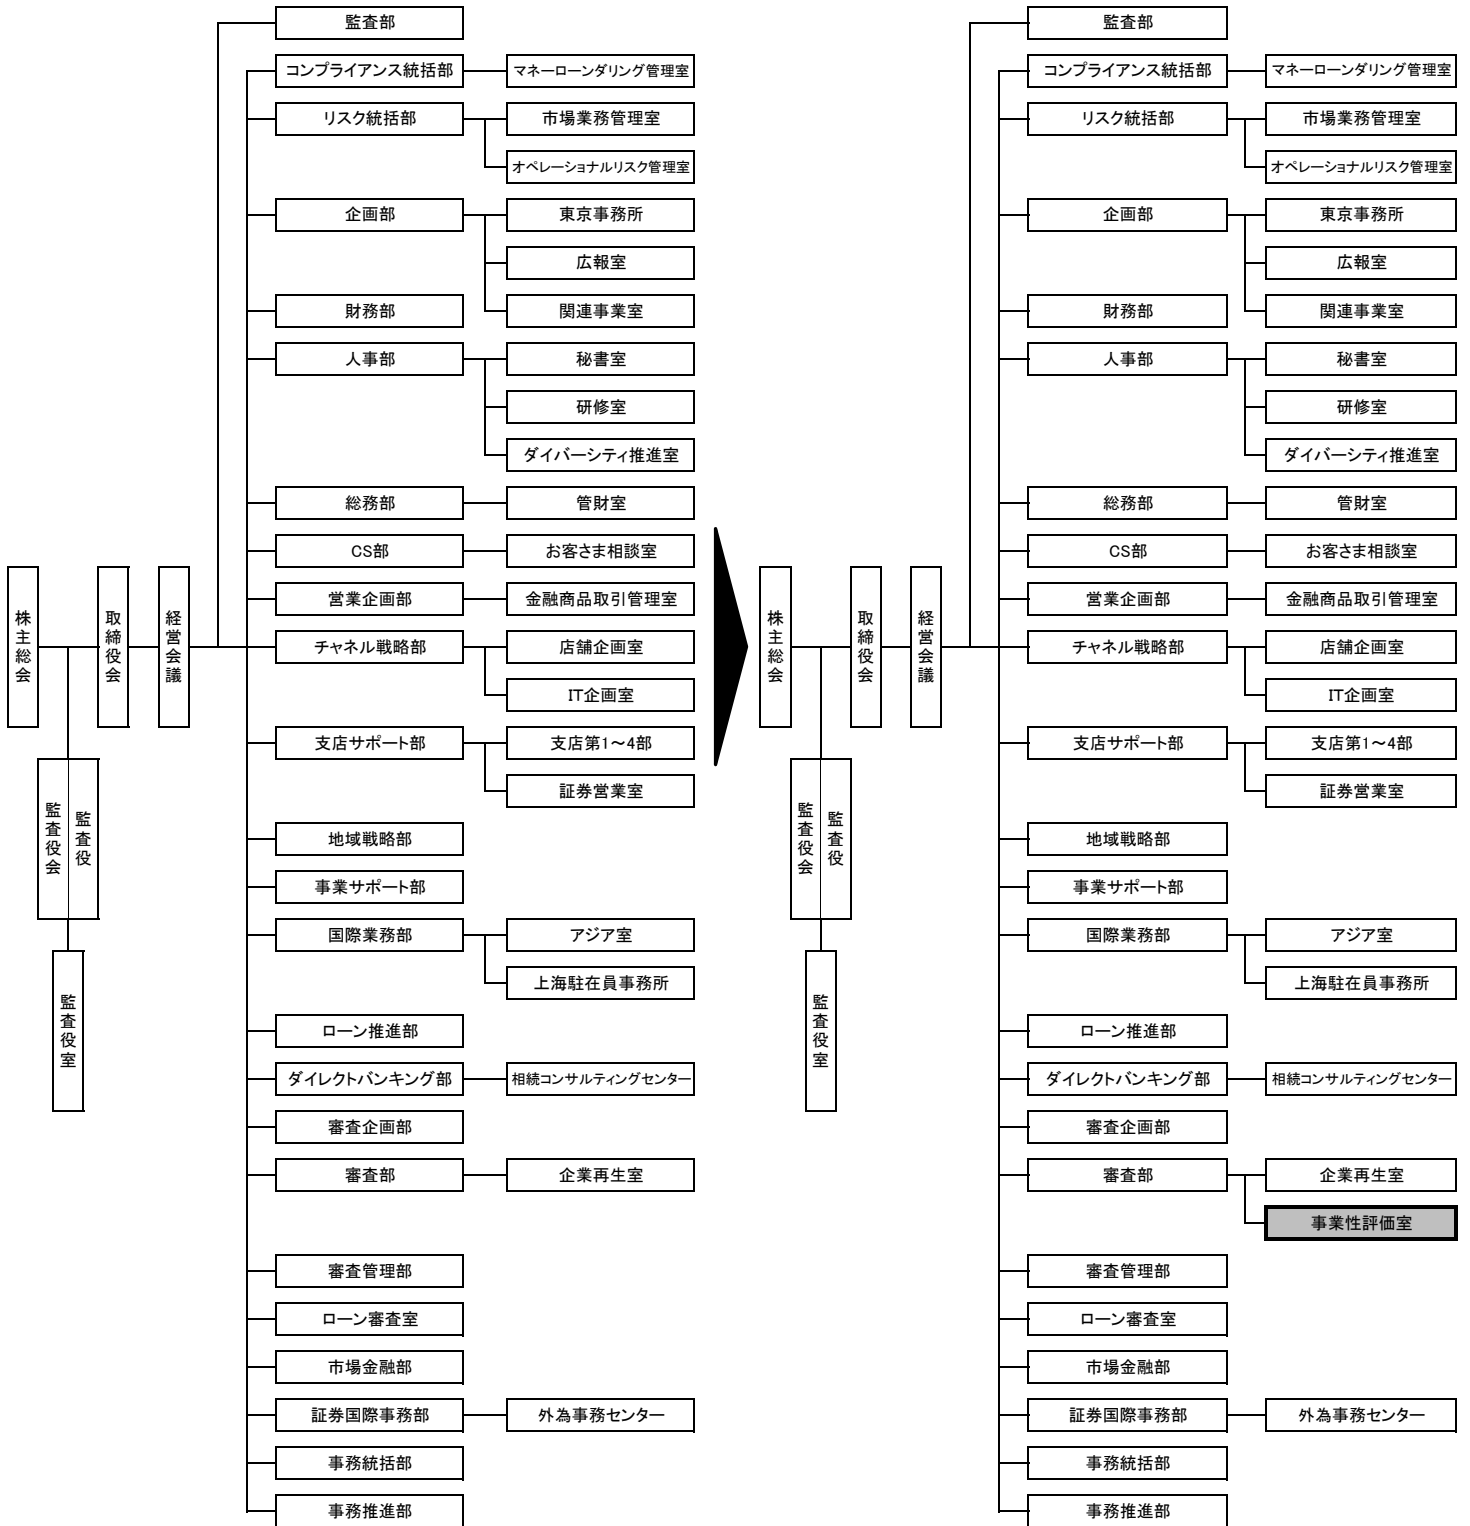 監査部
コンプライアンス統括部
マネーローンダリング管理室
リスク統括部
市場業務管理室
オペレーショナルリスク管理室
企画部
東京事務所
広報室
財務部
関連事業室
人事部
秘書室
研修室
ダイバーシティ推進室
総務部
管財室
CS部
お客さま相談室
株主総会
取締役会
経営会議
営業企画部
金融商品取引管理室
チャネル戦略部
店舗企画室
IT企画室
支店サポート部
支店第1～4部
証券営業室
監査役会
監査役
地域戦略部
事業サポート部
国際業務部
アジア室
上海駐在員事務所
監査役室
ローン推進部
ダイレクトバンキング部
相続コンサルティングセンター
審査企画部
審査部
企業再生室
審査管理部
ローン審査室
市場金融部
証券国際事務部
外為事務センター
事務統括部
事務推進部
監査部
コンプライアンス統括部
マネーローンダリング管理室
リスク統括部
市場業務管理室
オペレーショナルリスク管理室
企画部
東京事務所
広報室
財務部
関連事業室
人事部
秘書室
研修室
ダイバーシティ推進室
総務部
管財室
CS部
お客さま相談室
株主総会
取締役会
経営会議
営業企画部
金融商品取引管理室
チャネル戦略部
店舗企画室
IT企画室
支店サポート部
支店第1～4部
証券営業室
監査役会
監査役
地域戦略部
事業サポート部
国際業務部
アジア室
上海駐在員事務所
監査役室
ローン推進部
ダイレクトバンキング部
相続コンサルティングセンター
審査企画部
審査部
企業再生室
事業性評価室
審査管理部
ローン審査室
市場金融部
証券国際事務部
外為事務センター
事務統括部
事務推進部